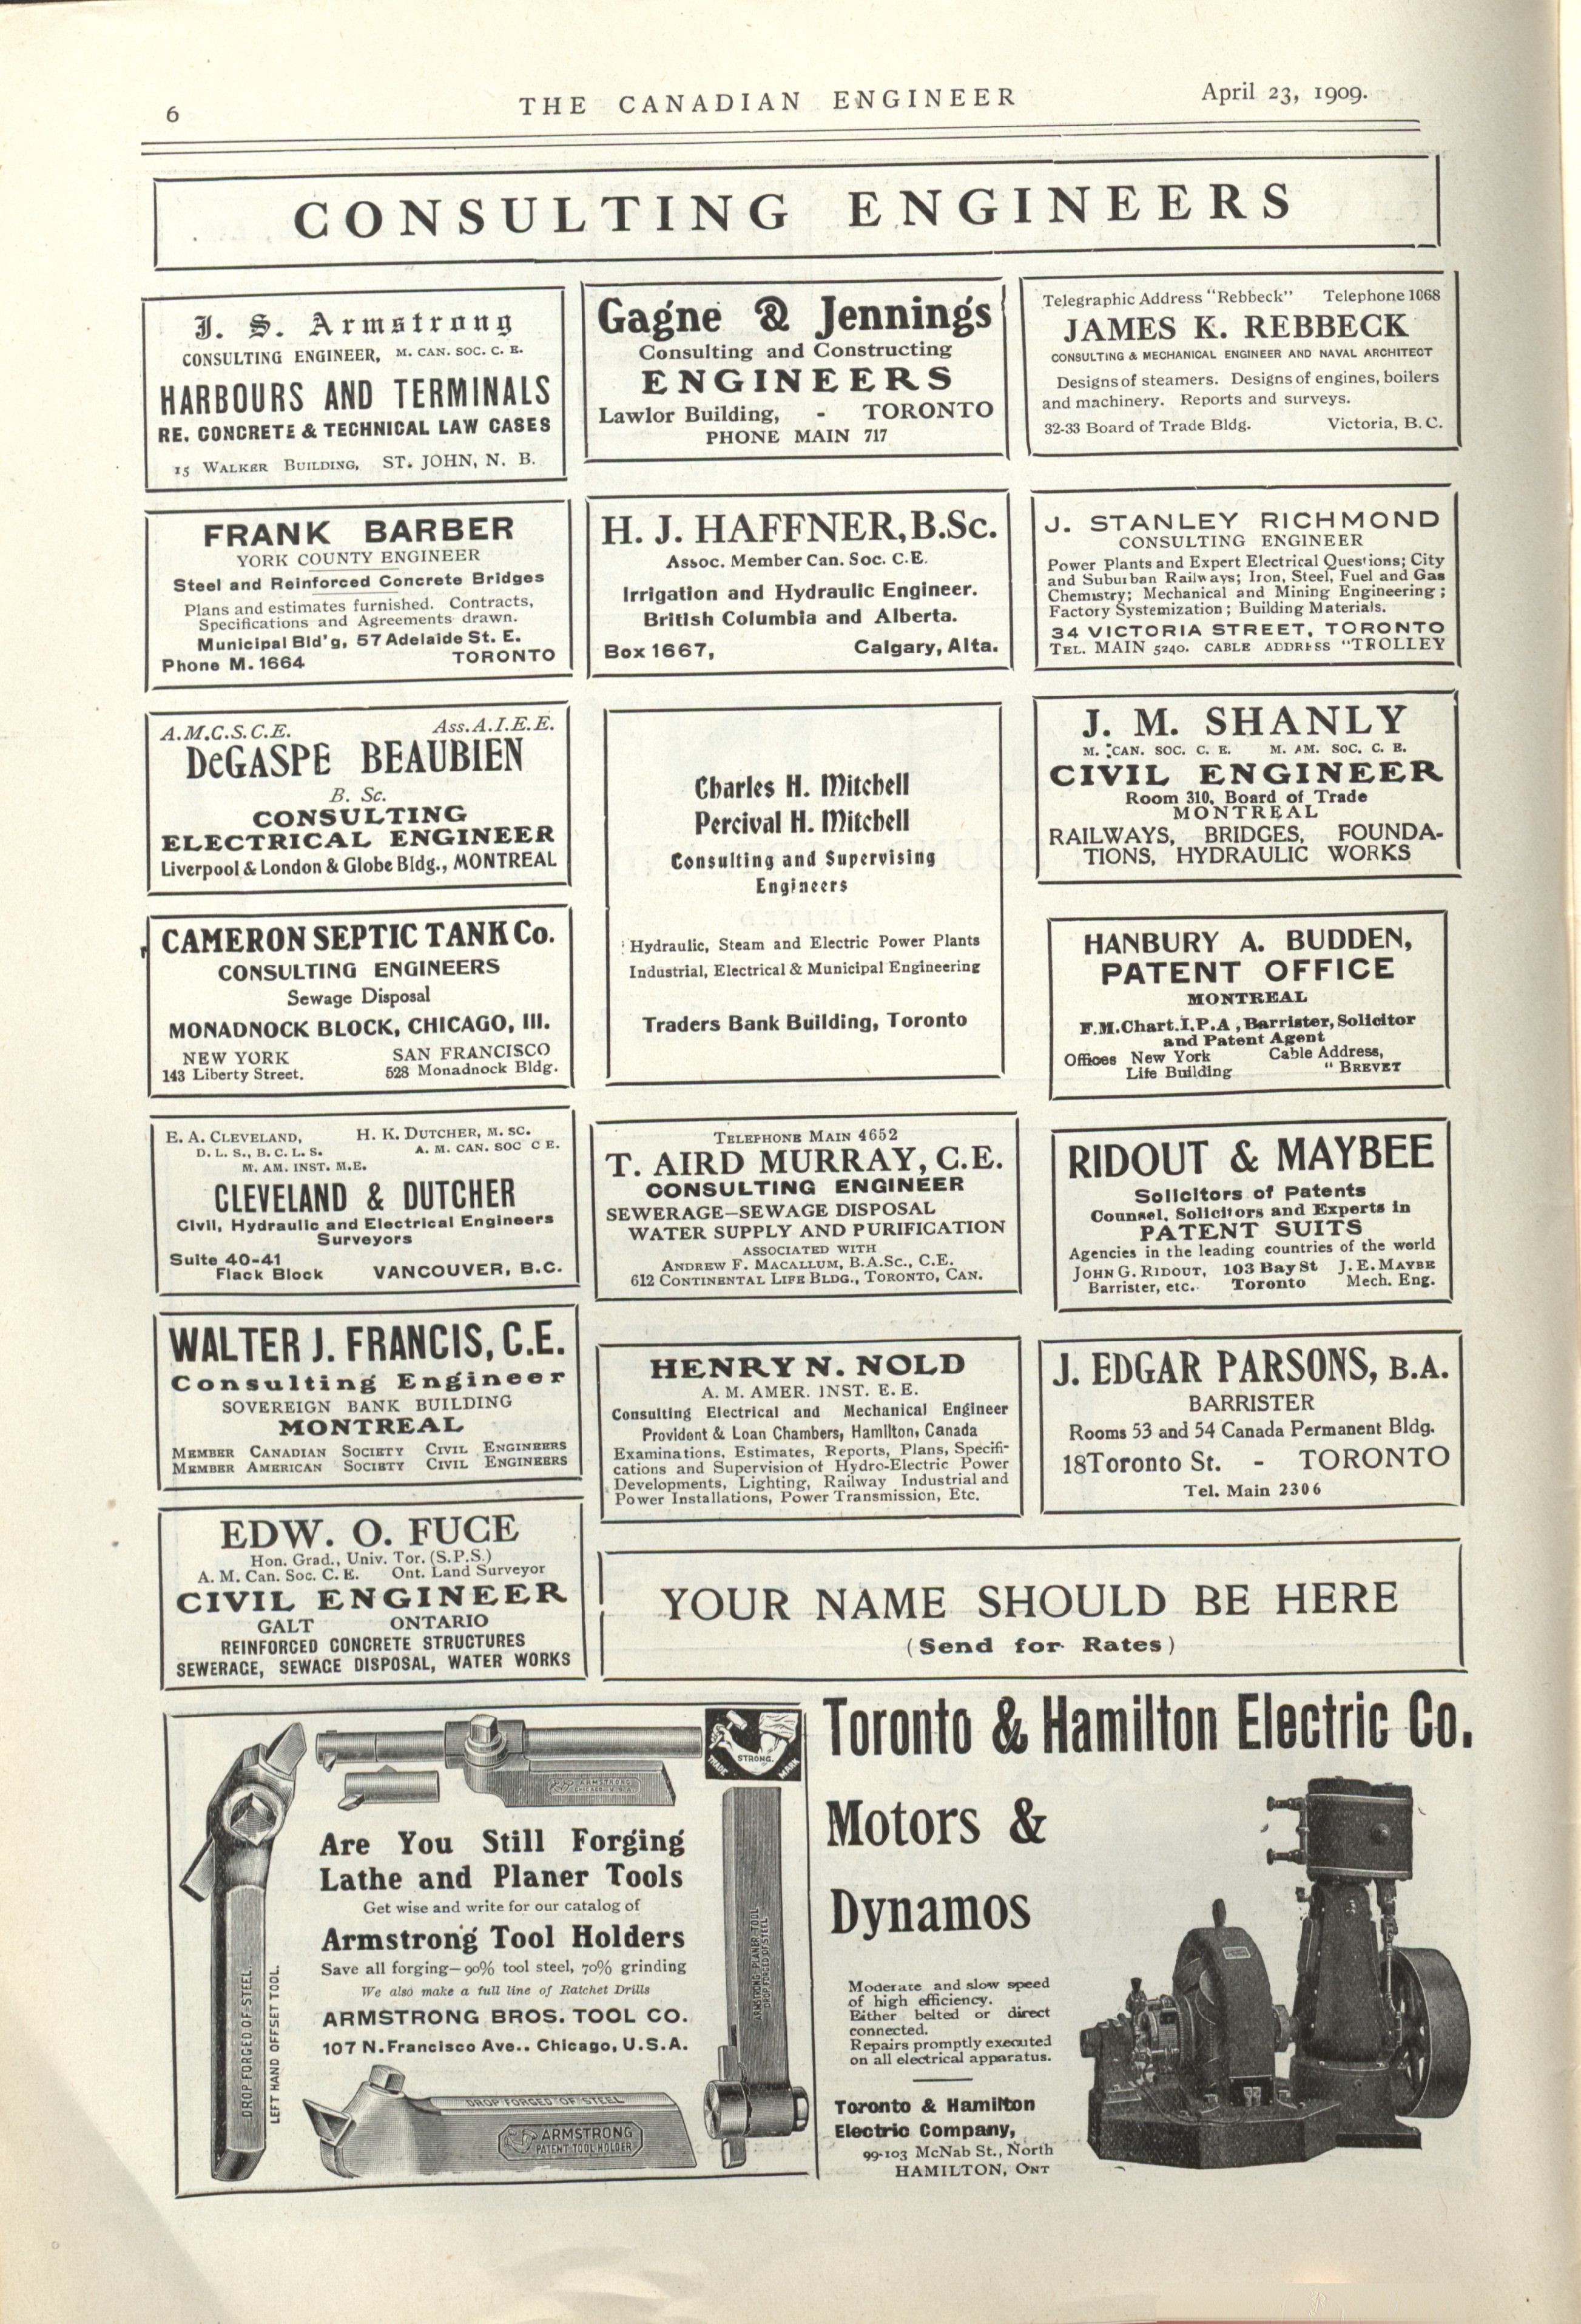 6
THE CANADIAN ENGINEER
April 23, 1909.
CONSULTING ENGINEERS
J. S. Armstrong
CONSULTING ENGINEER, M. CAN. SOC. C. E.
HARBOURS AND TERMINALS
RE. CONCRETE & TECHNICAL LAW CASES
15 WALKER BUILDING, ST. JOHN, N. B.
Gagne & Jennings
Consulting and Constructing
ENGINEERS
Lawlor Building, - TORONTO
PHONE MAIN 717
Telegraphic Address "Rebbeck" Telephone 1068
JAMES K. REBBECK
CONSULTING & MECHANICAL ENGINEER AND NAVAL ARCHITECT
Designs of steamers. Designs of engines, boilers
and machinery. Reports and surveys.
32-33 Board of Trade Bldg. Victoria, B. C.
FRANK BARBER
YORK COUNTY ENGINEER
Steel and Reinforced Concrete Bridges
Plans and estimates furnished. Contracts,
Specifications and Agreements drawn.
Municipal Bld'g, 57 Adelaide St. E.
Phone M. 1664 TORONTO
H. J. HAFFNER, B.Sc.
Assoc. Member Can. Soc. C.E.
Irrigation and Hydraulic Engineer.
British Columbia and Alberta.
Box 1667, Calgary, Alta.
J. STANLEY RICHMOND
CONSULTING ENGINEER
Power Plants and Expert Electrical Questions; City
and Suburban Railways; Iron, Steel, Fuel and Gas
Chemistry; Mechanical and Mining Engineering;
Factory Systemization; Building Materials.
34 VICTORIA STREET, TORONTO
TEL. MAIN 5240. CABLE ADDRESS "TROLLEY
A.M.C.S.C.E. Ass.A.I.E.E.
DeGASPE BEAUBIEN
B. Sc.
CONSULTING
ELECTRICAL ENGINEER
Liverpool & London & Globe Bldg., MONTREAL
Charles H. Mitchell
Percival H. Mitchell
Consulting and Supervising
Engineers
Hydraulic, Steam and Electric Power Plants
Industrial, Electrical & Municipal Engineering
Traders Bank Building, Toronto
J. M. SHANLY
M. CAN. SOC. C. E. M. AM. SOC. C. E.
CIVIL ENGINEER
Room 310, Board of Trade
MONTREAL
RAILWAYS, BRIDGES, FOUNDA-
TIONS, HYDRAULIC WORKS
CAMERON SEPTIC TANK Co.
CONSULTING ENGINEERS
Sewage Disposal
MONADNOCK BLOCK, CHICAGO, Ill.
NEW YORK SAN FRANCISCO
143 Liberty Street. 528 Monadnock Bldg.
HANBURY A. BUDDEN,
PATENT OFFICE
MONTREAL
F.M.Chart.I.P.A, Barrister, Solicitor
and Patent Agent
Offices New York Cable Address,
Life Building "BREVET
E. A. CLEVELAND, H. K. DUTCHER, M. SC.
D. L. S., B. C. L. S. A. M. CAN. SOC C E.
M. AM. INST. M.E.
CLEVELAND & DUTCHER
Civil, Hydraulic and Electrical Engineers
Surveyors
Suite 40-41
Flack Block VANCOUVER, B.C.
TELEPHONE MAIN 4652
T. AIRD MURRAY, C.E.
CONSULTING ENGINEER
SEWERAGE—SEWAGE DISPOSAL
WATER SUPPLY AND PURIFICATION
ASSOCIATED WITH
ANDREW F. MACALLUM, B.A.Sc., C.E.
612 CONTINENTAL LIFE BLDG., TORONTO, CAN.
RIDOUT & MAYBEE
Solicitors of Patents
Counsel, Solicitors and Experts in
PATENT SUITS
Agencies in the leading countries of the world
JOHN G. RIDOUT, 103 Bay St J. E. MAYBE
Barrister, etc. Toronto Mech. Eng.
WALTER J. FRANCIS, C.E.
Consulting Engineer
SOVEREIGN BANK BUILDING
MONTREAL
MEMBER CANADIAN SOCIETY CIVIL ENGINEERS
MEMBER AMERICAN SOCIETY CIVIL ENGINEERS
HENRY N. NOLD
A. M. AMER. INST. E. E.
Consulting Electrical and Mechanical Engineer
Provident & Loan Chambers, Hamilton, Canada
Examinations, Estimates, Reports, Plans, Specifi-
cations and Supervision of Hydro-Electric Power
Developments, Lighting, Railway Industrial and
Power Installations, Power Transmission, Etc.
J. EDGAR PARSONS, B.A.
BARRISTER
Rooms 53 and 54 Canada Permanent Bldg.
18 Toronto St. - TORONTO
Tel. Main 2306
EDW. O. FUCE
Hon. Grad., Univ. Tor. (S.P.S.)
A. M. Can. Soc. C. E. Ont. Land Surveyor
CIVIL ENGINEER
GALT ONTARIO
REINFORCED CONCRETE STRUCTURES
SEWERAGE, SEWAGE DISPOSAL, WATER WORKS
YOUR NAME SHOULD BE HERE
(Send for Rates)
TRADE STRONG. MARK
ARMSTRONG
Are You Still Forging
Lathe and Planer Tools
Get wise and write for our catalog of
Armstrong Tool Holders
Save all forging—90% tool steel, 70% grinding
We also make a full line of Ratchet Drills
ARMSTRONG BROS. TOOL CO.
107 N. Francisco Ave.. Chicago, U.S.A.
DROP FORGED OF STEEL.
LEFT HAND OFFSET TOOL.
ARMSTRONG PLANER TOOL
DROP FORGED OF STEEL
DROP FORGED OF STEEL
ARMSTRONG
PATENT TOOL HOLDER
Toronto & Hamilton Electric Co.
Motors &
Dynamos
Moderate and slow speed
of high efficiency.
Either belted or direct
connected.
Repairs promptly executed
on all electrical apparatus.
Toronto & Hamilton
Electric Company,
99-103 McNab St., North
HAMILTON, ONT